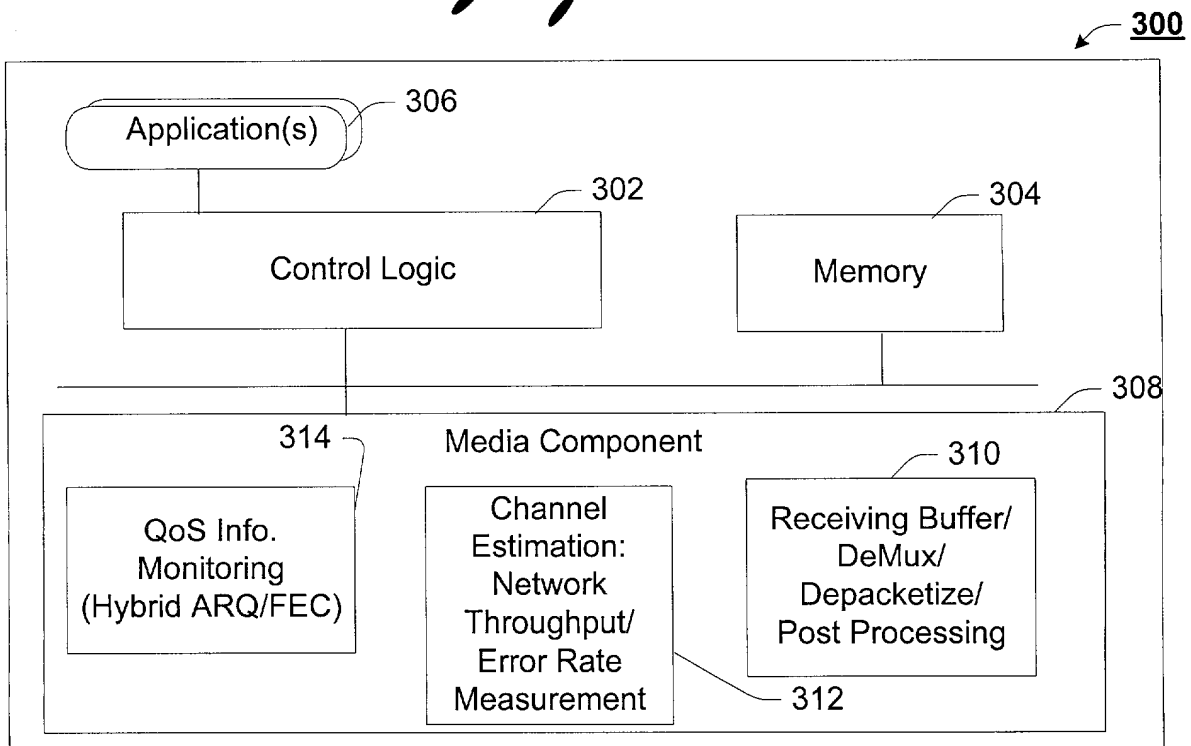 300
306
Application(s)
302
304
Control Logic
Memory
308
314
Media Component
310
QoS Info.
Monitoring
(Hybrid ARQ/FEC)
Channel
Estimation:
Network
Throughput/
Error Rate
Measurement
Receiving Buffer/
DeMux/
Depacketize/
Post Processing
312